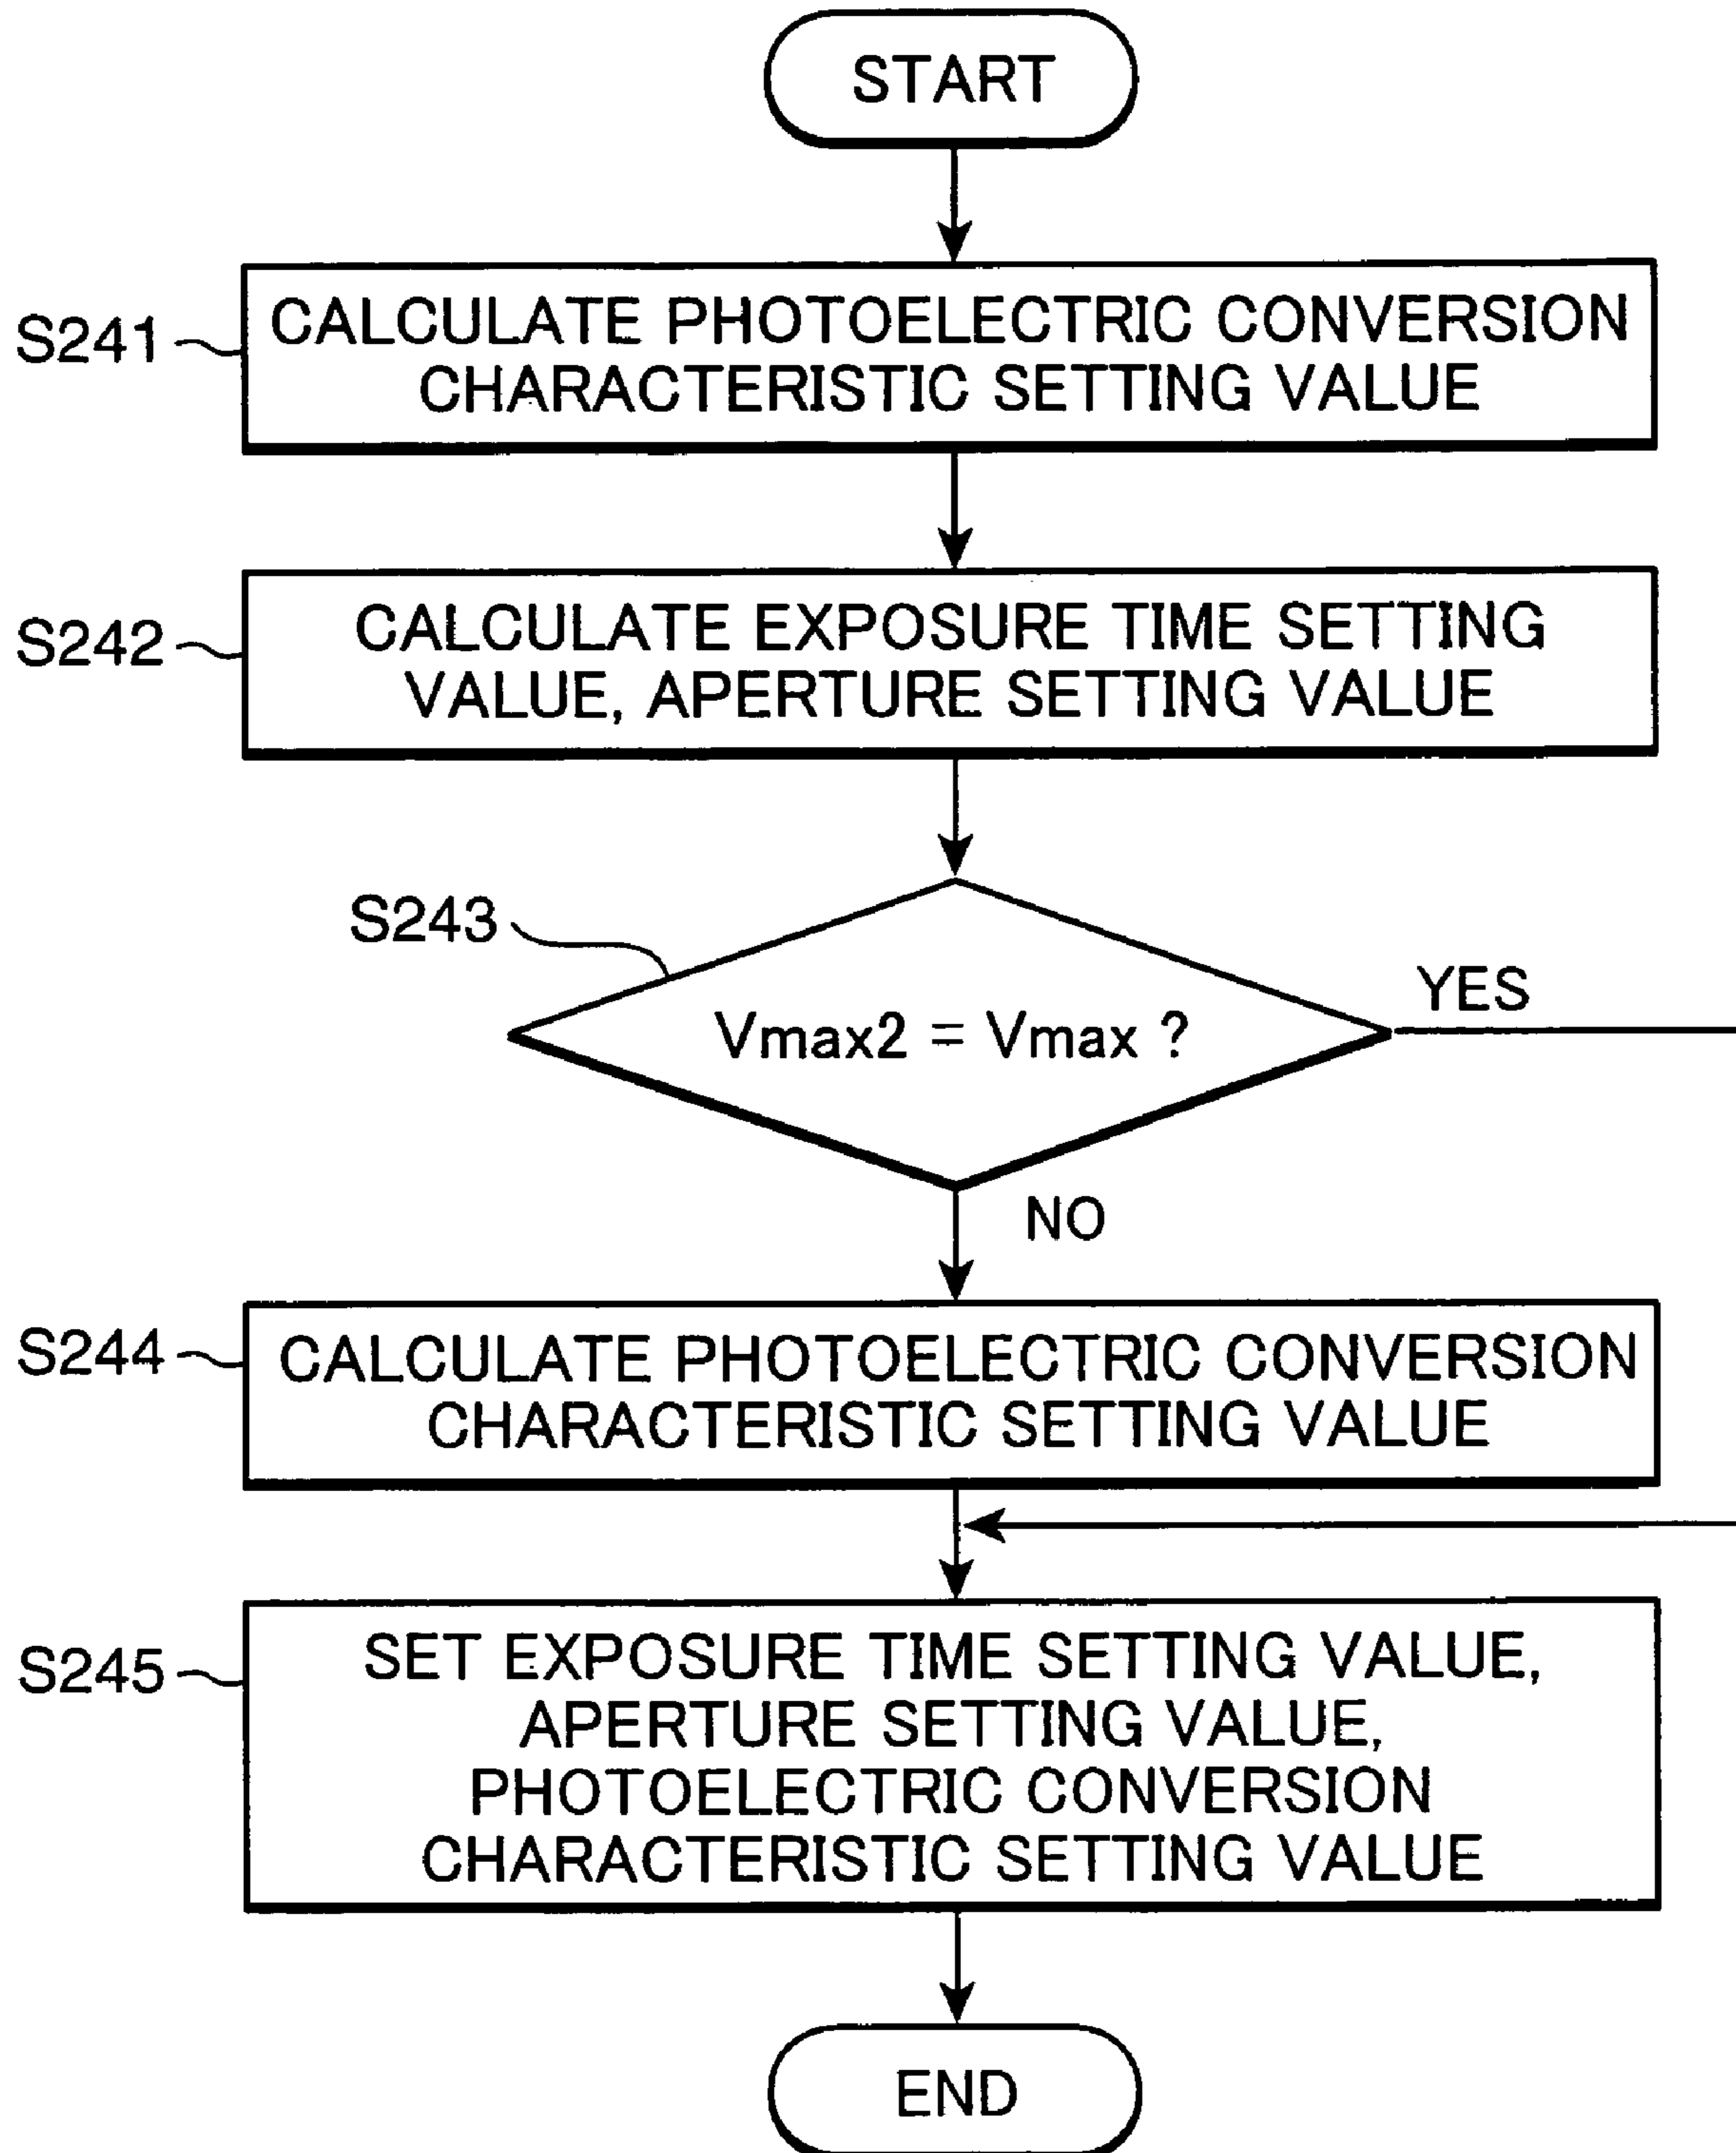 START
S241
CALCULATE PHOTOELECTRIC CONVERSION
CHARACTERISTIC SETTING VALUE
S242
CALCULATE EXPOSURE TIME SETTING
VALUE, APERTURE SETTING VALUE
S243
Vmax2 = Vmax ?
YES
NO
S244
CALCULATE PHOTOELECTRIC CONVERSION
CHARACTERISTIC SETTING VALUE
S245
SET EXPOSURE TIME SETTING VALUE,
APERTURE SETTING VALUE,
PHOTOELECTRIC CONVERSION
CHARACTERISTIC SETTING VALUE
END